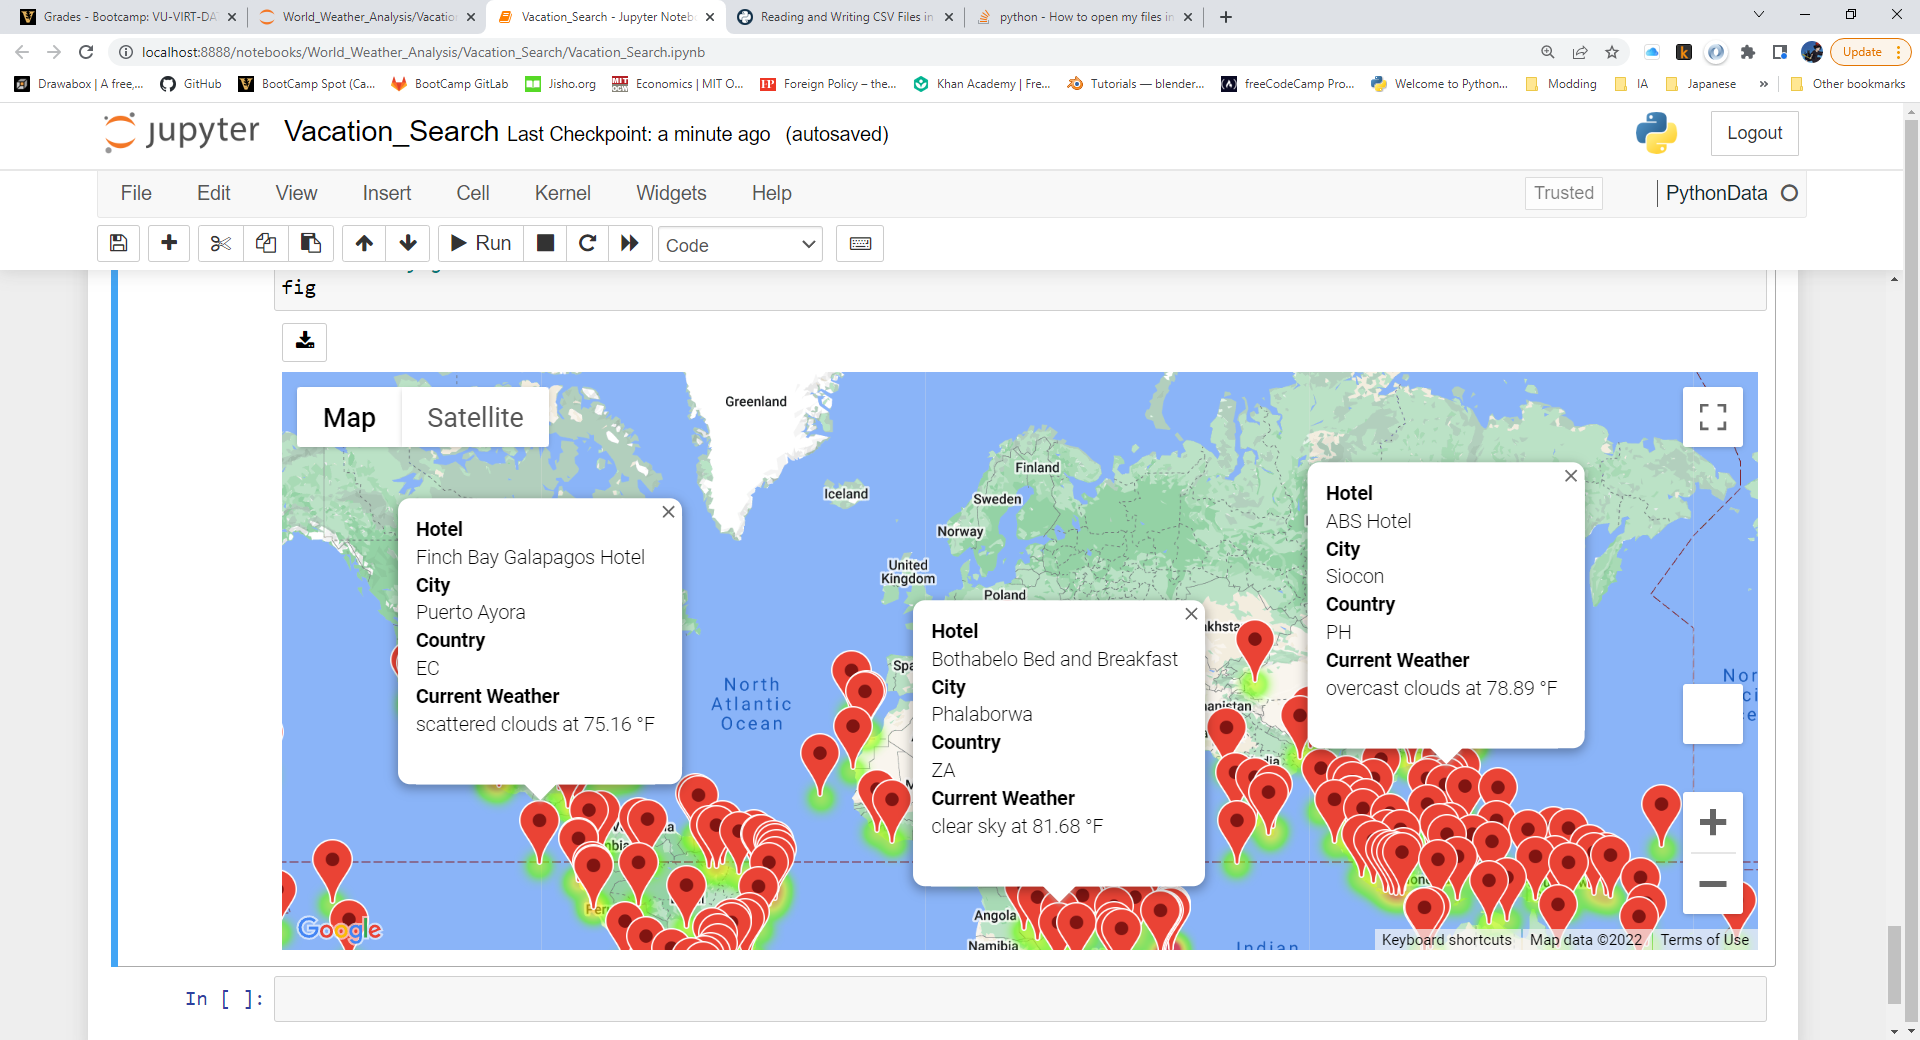 Grades - Bootcamp: VU-VIRT-DA
World_Weather_Analysis/Vacation
Vacation_Search - Jupyter Noteb
Reading and Writing CSV Files in
python - How to open my files in
localhost:8888/notebooks/World_Weather_Analysis/Vacation_Search/Vacation_Search.ipynb
Update
Drawabox | A free,...
GitHub
BootCamp Spot (Ca...
BootCamp GitLab
Jisho.org
Economics | MIT O...
Foreign Policy – the...
Khan Academy | Fre...
Tutorials — blender...
freeCodeCamp Pro...
Welcome to Python...
Modding
IA
Japanese
»
Other bookmarks
jupyter
Vacation_Search Last Checkpoint: a minute ago (autosaved)
Logout
File Edit View Insert Cell Kernel Widgets Help
Trusted
PythonData
Run
Code
fig
Map
Satellite
Greenland
Iceland
Finland
Sweden
Norway
United
Kingdom
Poland
Spa
khsta
anistan
dia
North
Atlantic
Ocean
Nor
Angola
Namibia
Indian
Hotel
Finch Bay Galapagos Hotel
City
Puerto Ayora
Country
EC
Current Weather
scattered clouds at 75.16 °F
Hotel
Bothabelo Bed and Breakfast
City
Phalaborwa
Country
ZA
Current Weather
clear sky at 81.68 °F
Hotel
ABS Hotel
City
Siocon
Country
PH
Current Weather
overcast clouds at 78.89 °F
Google
Keyboard shortcuts
Map data ©2022
Terms of Use
In [ ]: